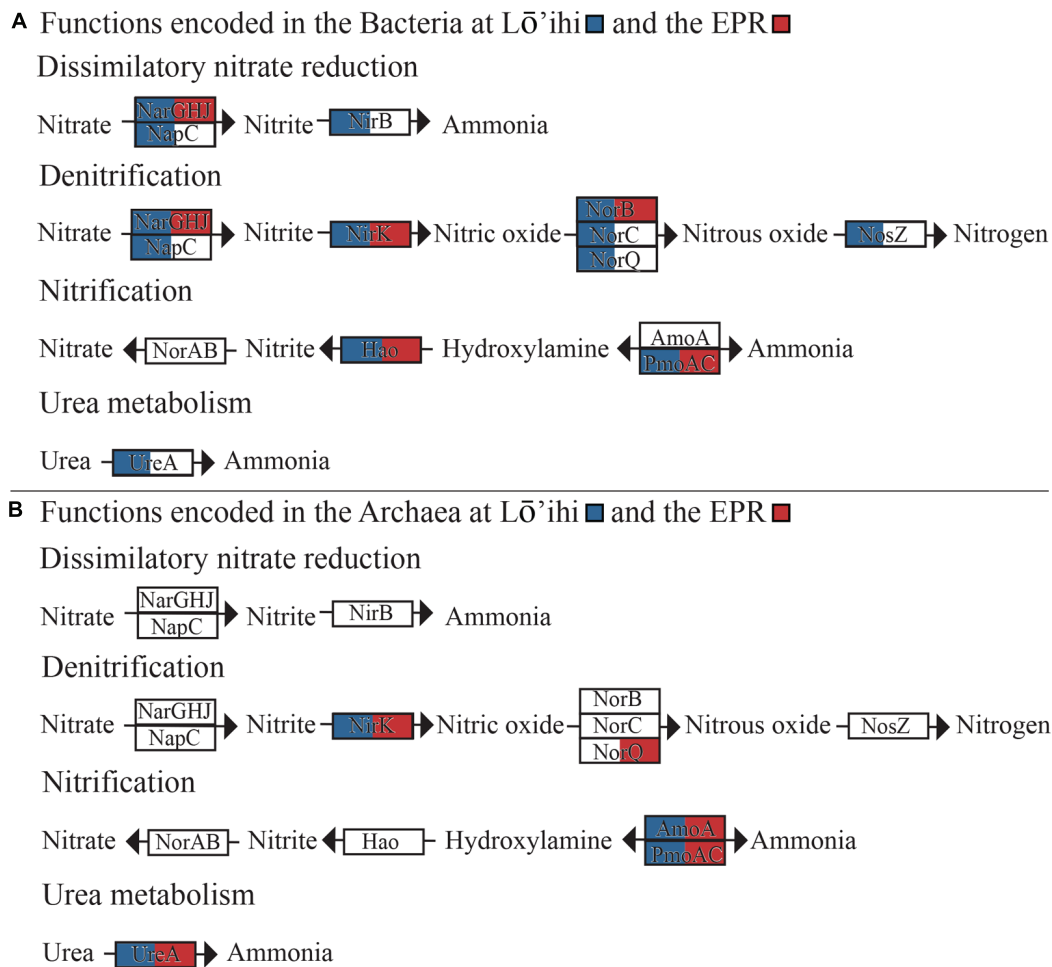 A Functions encoded in the Bacteria at Lō’ihi and the EPR
Dissimilatory nitrate reduction
Nitrate NarGHJ NapC Nitrite NirB Ammonia
Denitrification
Nitrate NarGHJ NapC Nitrite NirK Nitric oxide NorB NorC NorQ Nitrous oxide NosZ Nitrogen
Nitrification
Nitrate NorAB Nitrite Hao Hydroxylamine AmoA PmoAC Ammonia
Urea metabolism
Urea UreA Ammonia
B Functions encoded in the Archaea at Lō’ihi and the EPR
Dissimilatory nitrate reduction
Nitrate NarGHJ NapC Nitrite NirB Ammonia
Denitrification
Nitrate NarGHJ NapC Nitrite NirK Nitric oxide NorB NorC NorQ Nitrous oxide NosZ Nitrogen
Nitrification
Nitrate NorAB Nitrite Hao Hydroxylamine AmoA PmoAC Ammonia
Urea metabolism
Urea UreA Ammonia